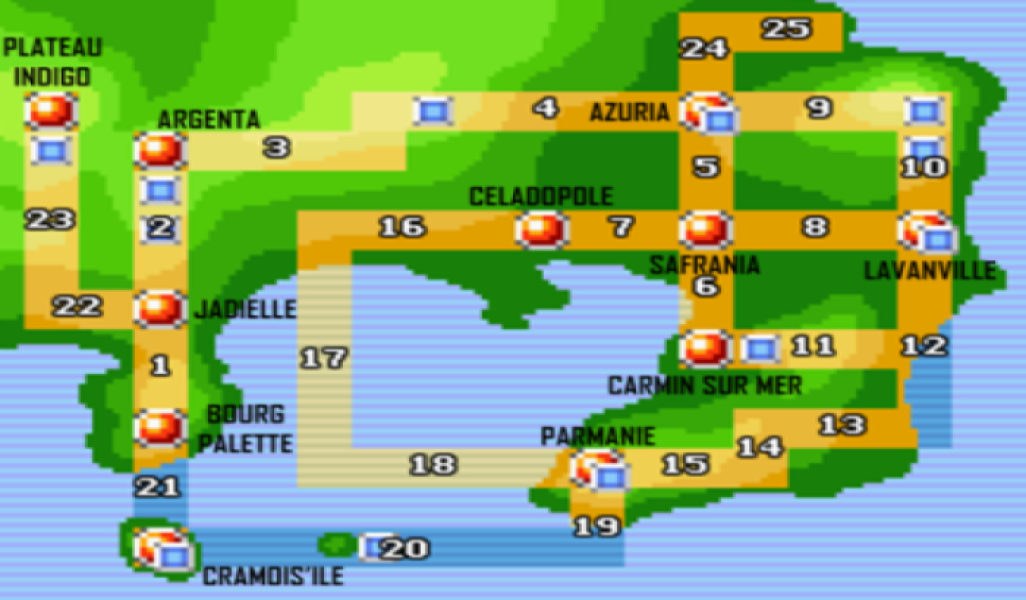 25
24
PLATEAU
INDIGO
ARGENTA
4
AZURIA
9
3
5
10
CELADOPOLE
23
2
16
7
8
SAFRANIA
LAVANVILLE
6
22
JADIELLE
17
11
12
1
CARMIN SUR MER
BOURG
PALETTE
13
PARMANIE
14
18
15
21
19
20
CRAMOIS'ILE